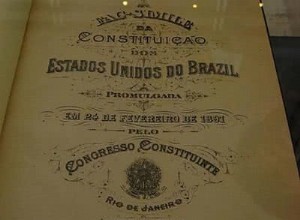 FAC-SIMILE
DA
CONSTITUIÇÃO
DOS
ESTADOS UNIDOS DO BRAZIL
PROMULGADA
EM 24 DE FEVEREIRO DE 1891
PELO
CONGRESSO CONSTITUINTE
RIO DE JANEIRO